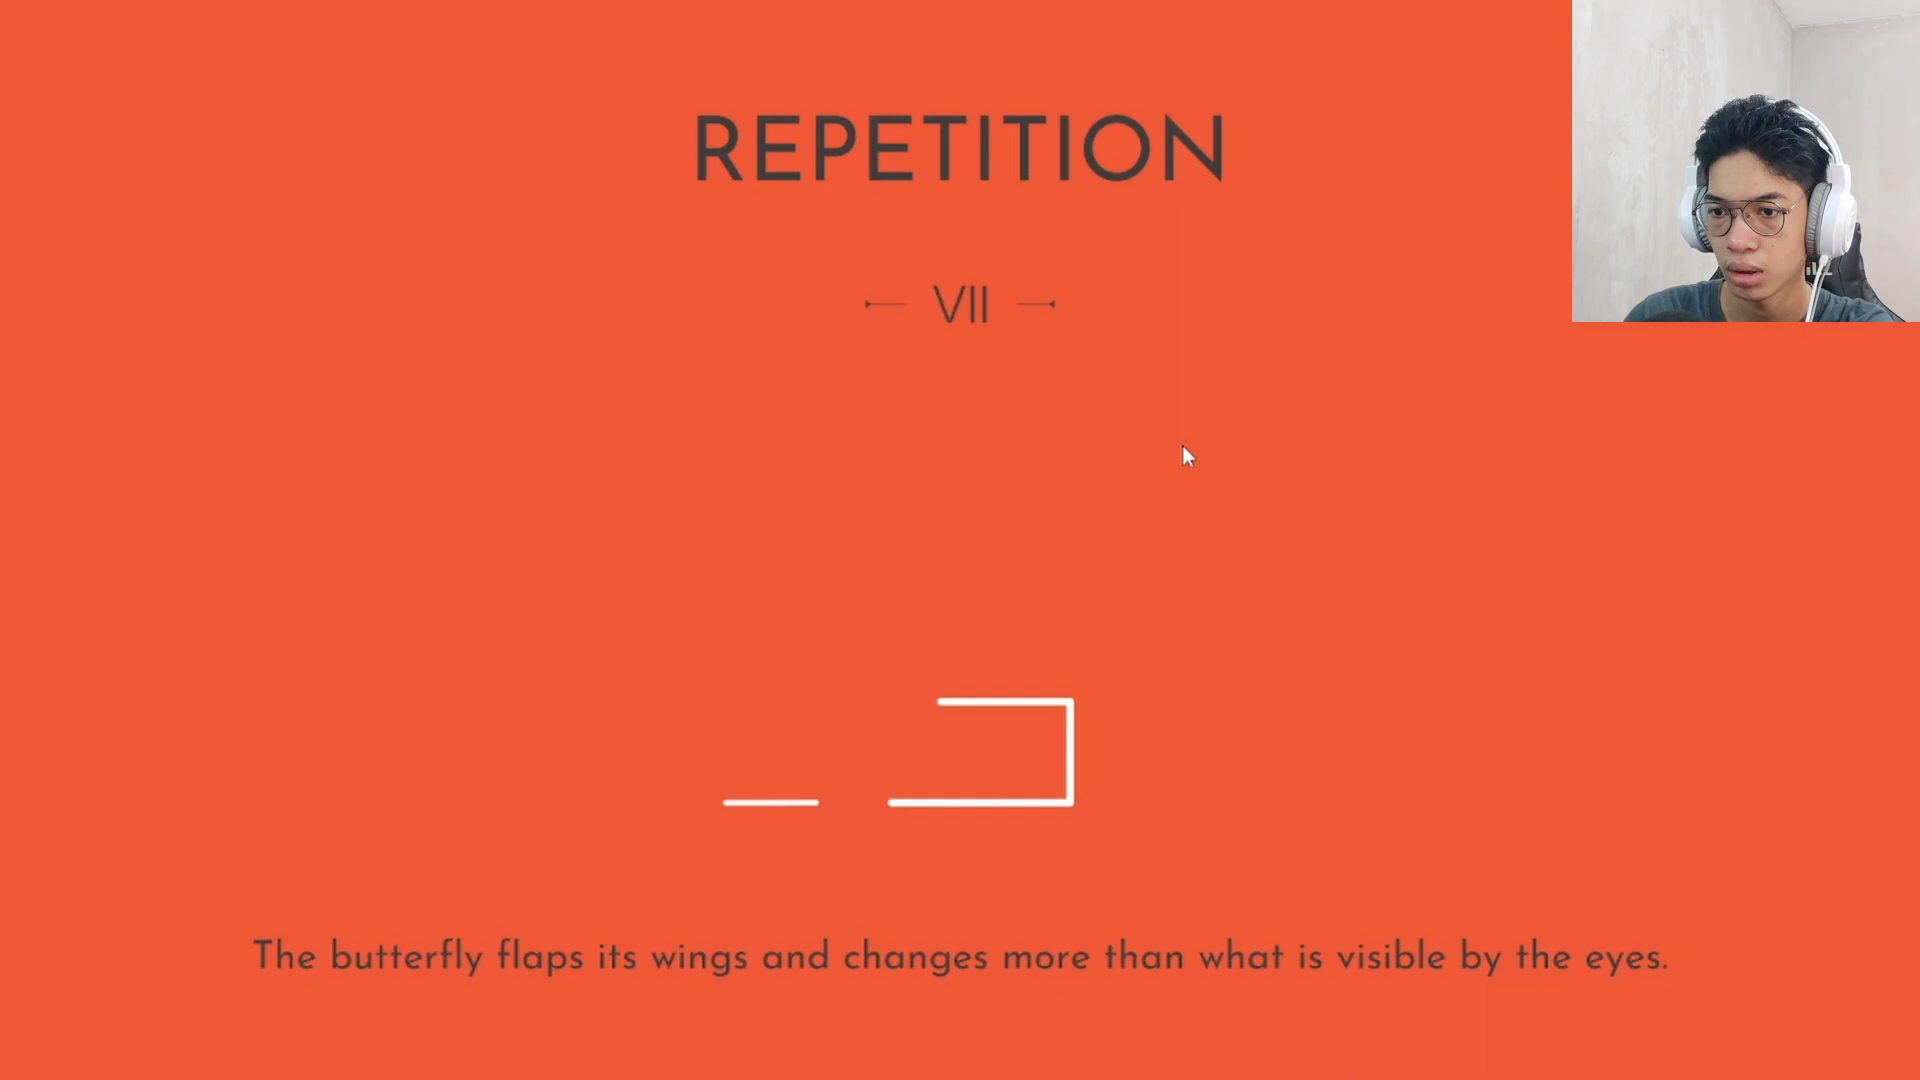 REPETITION
VII
The butterfly flaps its wings and changes more than what is visible by the eyes.